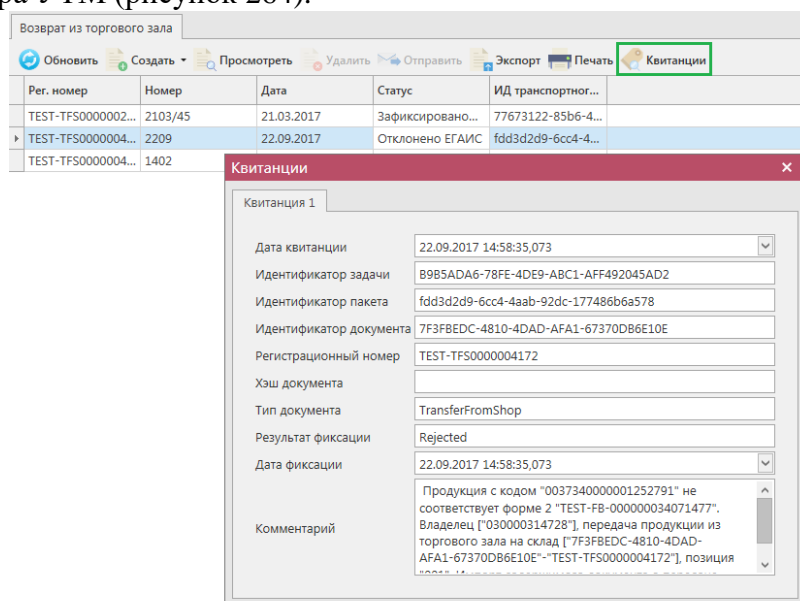 (рисунок 204).
Возврат из торгового зала
Обновить Создать Просмотреть Удалить Отправить Экспорт Печать Квитанции
Рег. номер Номер Дата Статус ИД транспортног...
TEST-TFS0000002... 2103/45 21.03.2017 Зафиксировано... 77673122-85b6-4...
TEST-TFS0000004... 2209 22.09.2017 Отклонено ЕГАИС fdd3d2d9-6cc4-4...
TEST-TFS0000004... 1402
Квитанции
Квитанция 1
Дата квитанции 22.09.2017 14:58:35,073
Идентификатор задачи B9B5ADA6-78FE-4DE9-ABC1-AFF492045AD2
Идентификатор пакета fdd3d2d9-6cc4-4aab-92dc-177486b6a578
Идентификатор документа 7F3FBEDC-4810-4DAD-AFA1-67370DB6E10E
Регистрационный номер TEST-TFS0000004172
Хэш документа
Тип документа TransferFromShop
Результат фиксации Rejected
Дата фиксации 22.09.2017 14:58:35,073
Комментарий
Продукция с кодом "0037340000001252791" не
соответствует форме 2 "TEST-FB-000000034071477".
Владелец ["030000314728"], передача продукции из
торгового зала на склад ["7F3FBEDC-4810-4DAD-
AFA1-67370DB6E10E"-"TEST-TFS0000004172"], позиция